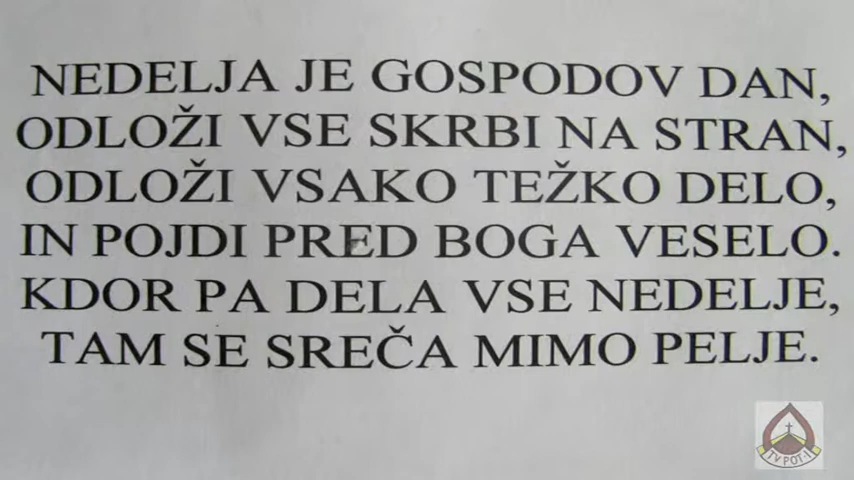 NEDELJA JE GOSPODOV DAN,
ODLOŽI VSE SKRBI NA STRAN,
ODLOŽI VSAKO TEŽKO DELO,
IN POJDI PRED BOGA VESELO.
KDOR PA DELA VSE NEDELJE,
TAM SE SREČA MIMO PELJE.
TV POT-1